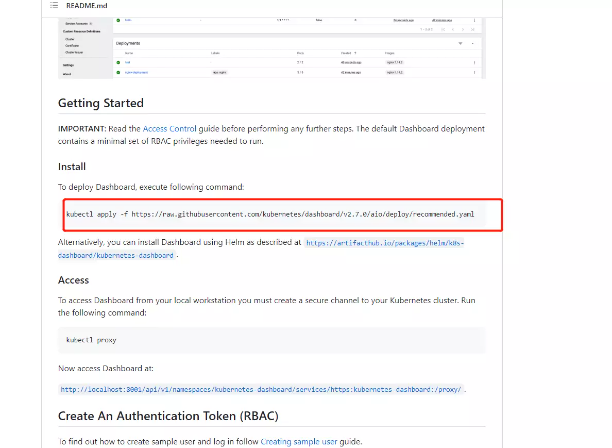 README.md
Custom Resource Definitions
Settings
About
Deployments
Getting Started
IMPORTANT: Read the Access Control guide before performing any further steps. The default Dashboard deployment
contains a minimal set of RBAC privileges needed to run.
Install
To deploy Dashboard, execute following command:
kubectl apply -f https://raw.githubusercontent.com/kubernetes/dashboard/v2.7.0/aio/deploy/recommended.yaml
Alternatively, you can install Dashboard using Helm as described at https://artifacthub.io/packages/helm/k8s-
dashboard/kubernetes-dashboard .
Access
To access Dashboard from your local workstation you must create a secure channel to your Kubernetes cluster. Run
the following command:
kubectl proxy
Now access Dashboard at:
http://localhost:8001/api/v1/namespaces/kubernetes-dashboard/services/https:kubernetes-dashboard:/proxy/ .
Create An Authentication Token (RBAC)
To find out how to create sample user and log in follow Creating sample user guide.